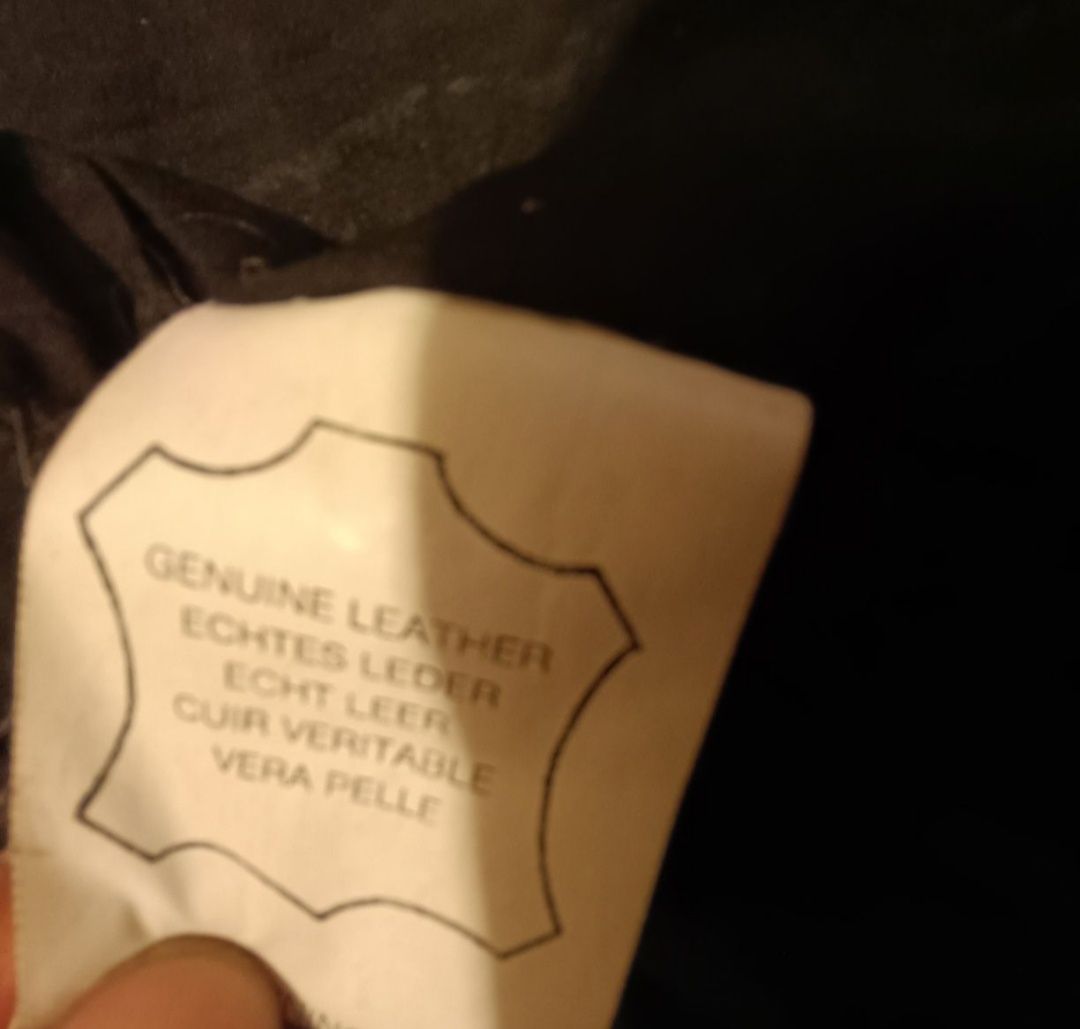 GENUINE LEATHER
ECHTES LEDER
ECHT LEER
CUIR VERITABLE
VERA PELLE